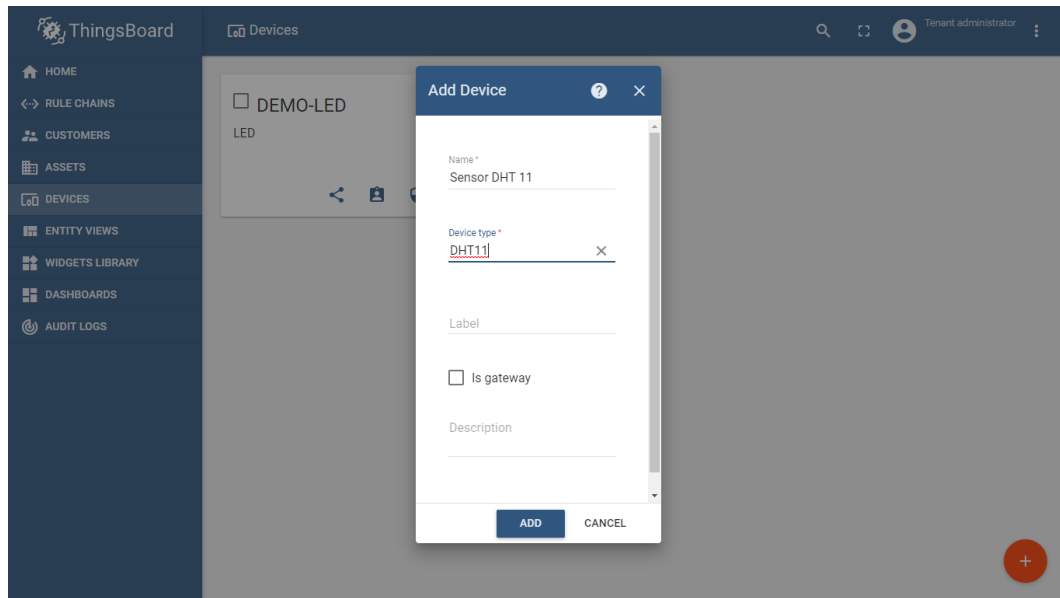 ThingsBoard
Devices
Tenant administrator
HOME
RULE CHAINS
CUSTOMERS
ASSETS
DEVICES
ENTITY VIEWS
WIDGETS LIBRARY
DASHBOARDS
AUDIT LOGS
DEMO-LED
LED
Add Device
Name *
Sensor DHT 11
Device type *
DHT11
Label
Is gateway
Description
ADD CANCEL